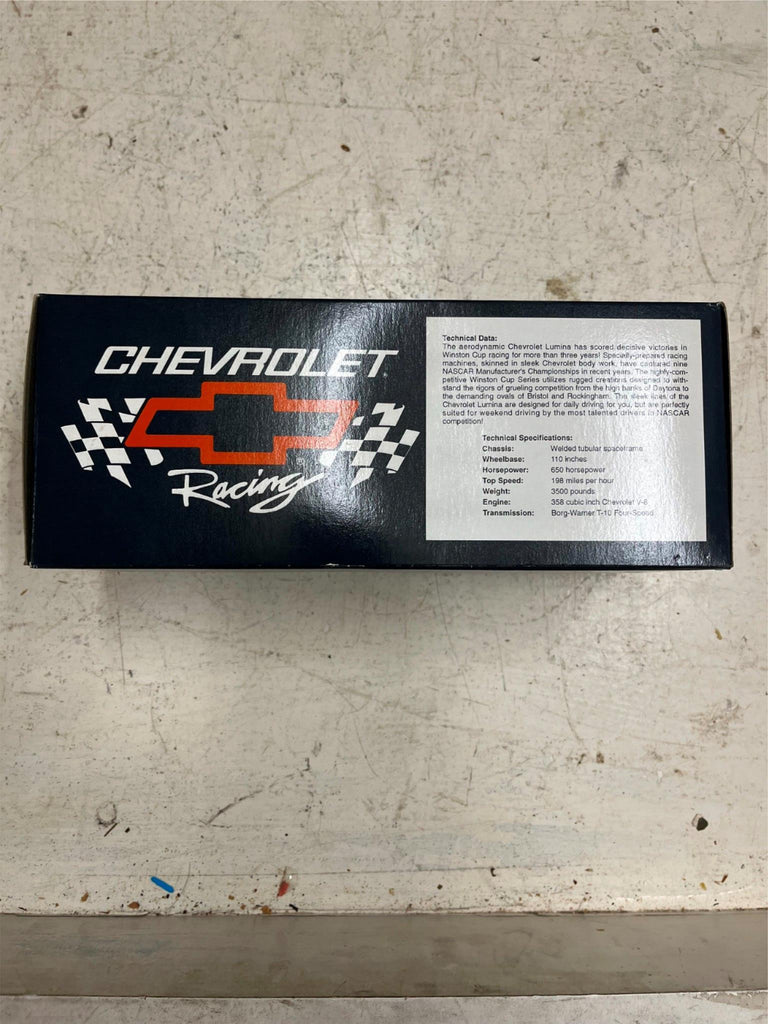 CHEVROLET
Racing
Technical Data:
The aerodynamic Chevrolet Lumina has scored decisive victories in
Winston Cup racing for more than three years! Specially-prepared racing
machines, skinned in sleek Chevrolet body work, have captured nine
NASCAR Manufacturer's Championships in recent years. The highly-com-
petitive Winston Cup Series utilizes rugged creations designed to with-
stand the rigors of grueling competition from the high banks of Daytona to
the demanding ovals of Bristol and Rockingham. The sleek lines of the
Chevrolet Lumina are designed for daily driving for you, but are perfectly
suited for weekend driving by the most talented drivers in NASCAR
competition!
Technical Specifications:
Chassis: Welded tubular spaceframe
Wheelbase: 110 inches
Horsepower: 650 horsepower
Top Speed: 198 miles per hour
Weight: 3500 pounds
Engine: 358 cubic inch Chevrolet V-8
Transmission: Borg-Warner T-10 Four-Speed